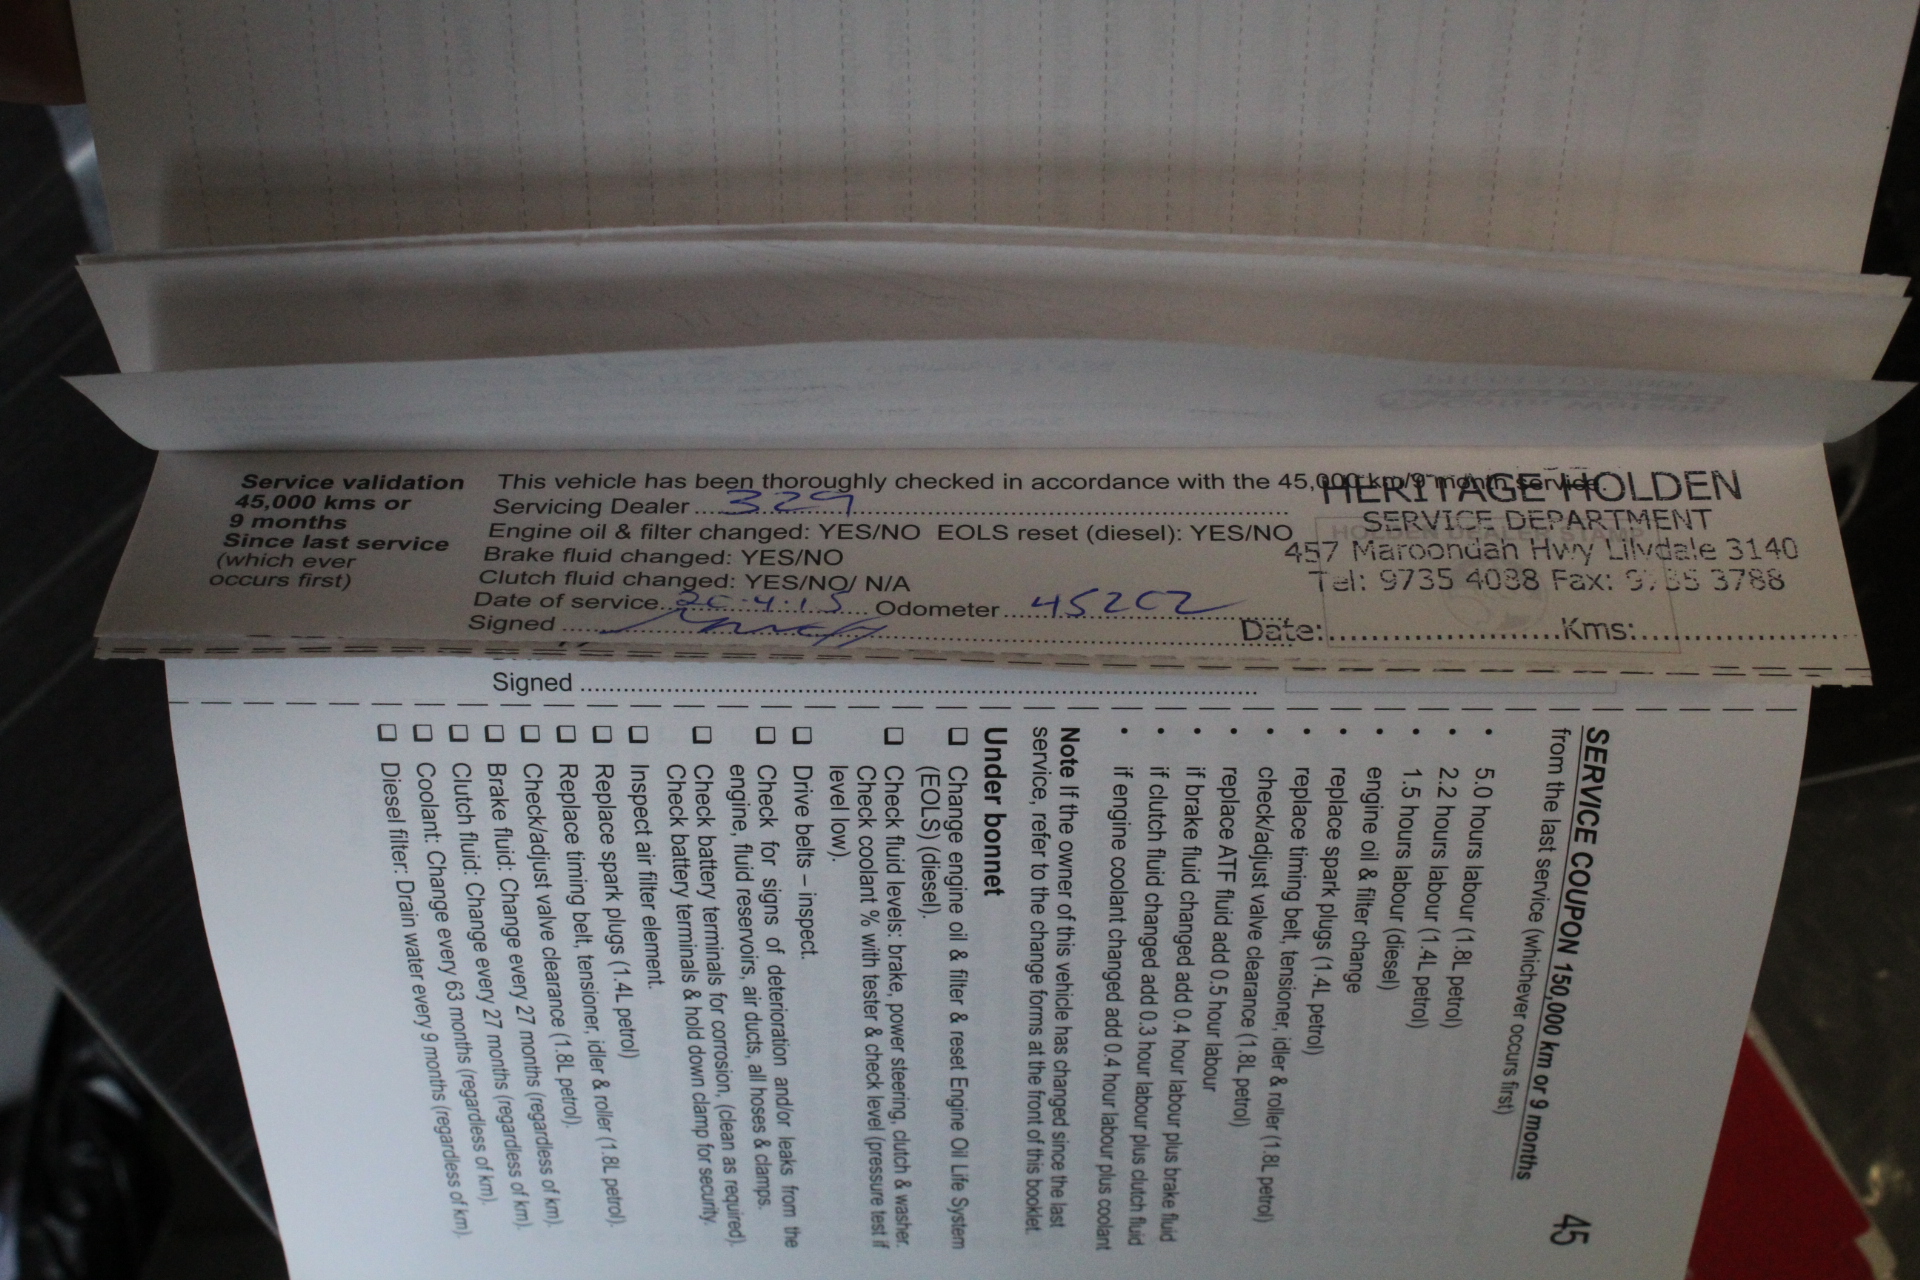 Service validation
45,000 kms or
9 months
Since last service
(which ever
occurs first)
This vehicle has been thoroughly checked in accordance with the 45,000 km/9 month service.
Servicing Dealer 329
Engine oil & filter changed: YES/NO EOLS reset (diesel): YES/NO
Brake fluid changed: YES/NO
Clutch fluid changed: YES/NO/ N/A
Date of service Odometer 45202
Signed
HERITAGE HOLDEN
HOLDEN DEALER STAMP
SERVICE DEPARTMENT
457 Maroondah Hwy Lilydale 3140
Tel: 9735 4088 Fax: 9735 3788
Date: Kms:
Signed
SERVICE COUPON 150,000 km or 9 months 45
from the last service (whichever occurs first)
• 5.0 hours labour (1.8L petrol)
• 2.2 hours labour (1.4L petrol)
• 1.5 hours labour (diesel)
• engine oil & filter change
• replace spark plugs (1.4L petrol)
• replace timing belt, tensioner, idler & roller (1.8L petrol)
• check/adjust valve clearance (1.8L petrol)
• replace ATF fluid add 0.5 hour labour
• if brake fluid changed add 0.4 hour labour plus brake fluid
• if clutch fluid changed add 0.3 hour labour plus clutch fluid
• if engine coolant changed add 0.4 hour labour plus coolant
Note If the owner of this vehicle has changed since the last
service, refer to the change forms at the front of this booklet.
Under bonnet
❑ Change engine oil & filter & reset Engine Oil Life System
(EOLS) (diesel).
❑ Check fluid levels: brake, power steering, clutch & washer.
Check coolant % with tester & check level (pressure test if
level low).
❑ Drive belts – inspect.
❑ Check for signs of deterioration and/or leaks from the
engine, fluid reservoirs, air ducts, all hoses & clamps.
❑ Check battery terminals for corrosion, (clean as required).
Check battery terminals & hold down clamp for security.
❑ Inspect air filter element.
❑ Replace spark plugs (1.4L petrol)
❑ Replace timing belt, tensioner, idler & roller (1.8L petrol).
❑ Check/adjust valve clearance (1.8L petrol).
❑ Brake fluid: Change every 27 months (regardless of km).
❑ Clutch fluid: Change every 27 months (regardless of km).
❑ Coolant: Change every 63 months (regardless of km).
❑ Diesel filter: Drain water every 9 months (regardless of km).